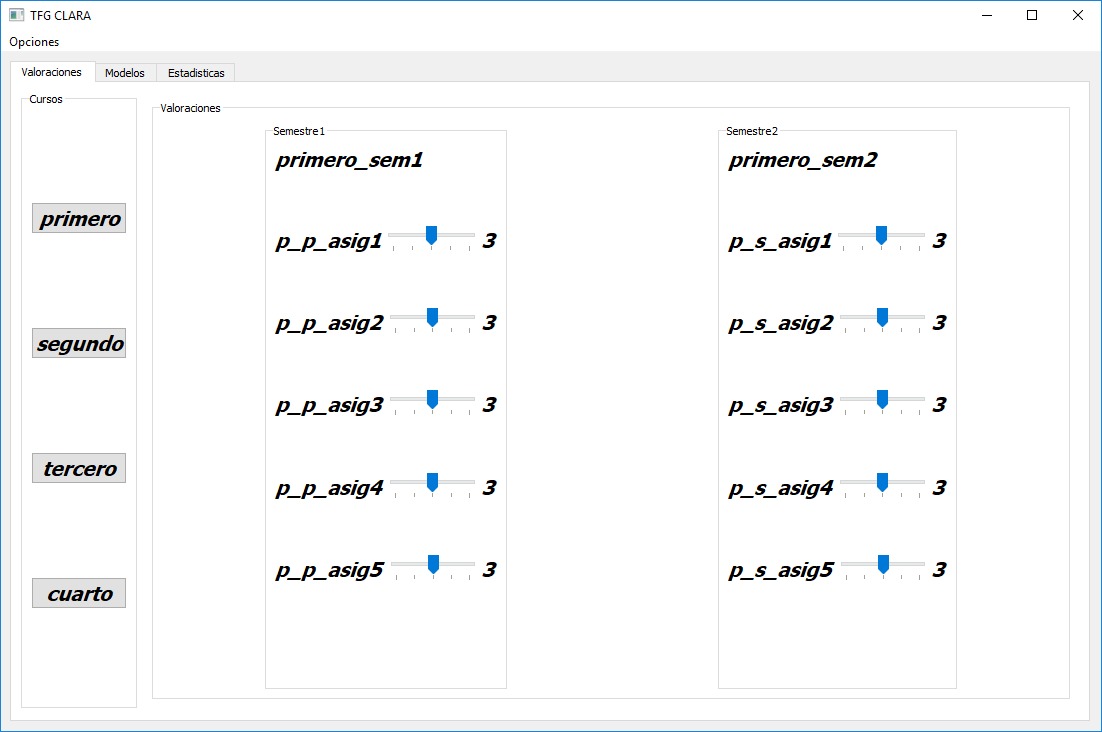 TFG CLARA
Opciones
Valoraciones Modelos Estadisticas
Cursos
primero
segundo
tercero
cuarto
Valoraciones
Semestre1
primero_sem1
p_p_asig1 3
p_p_asig2 3
p_p_asig3 3
p_p_asig4 3
p_p_asig5 3
Semestre2
primero_sem2
p_s_asig1 3
p_s_asig2 3
p_s_asig3 3
p_s_asig4 3
p_s_asig5 3